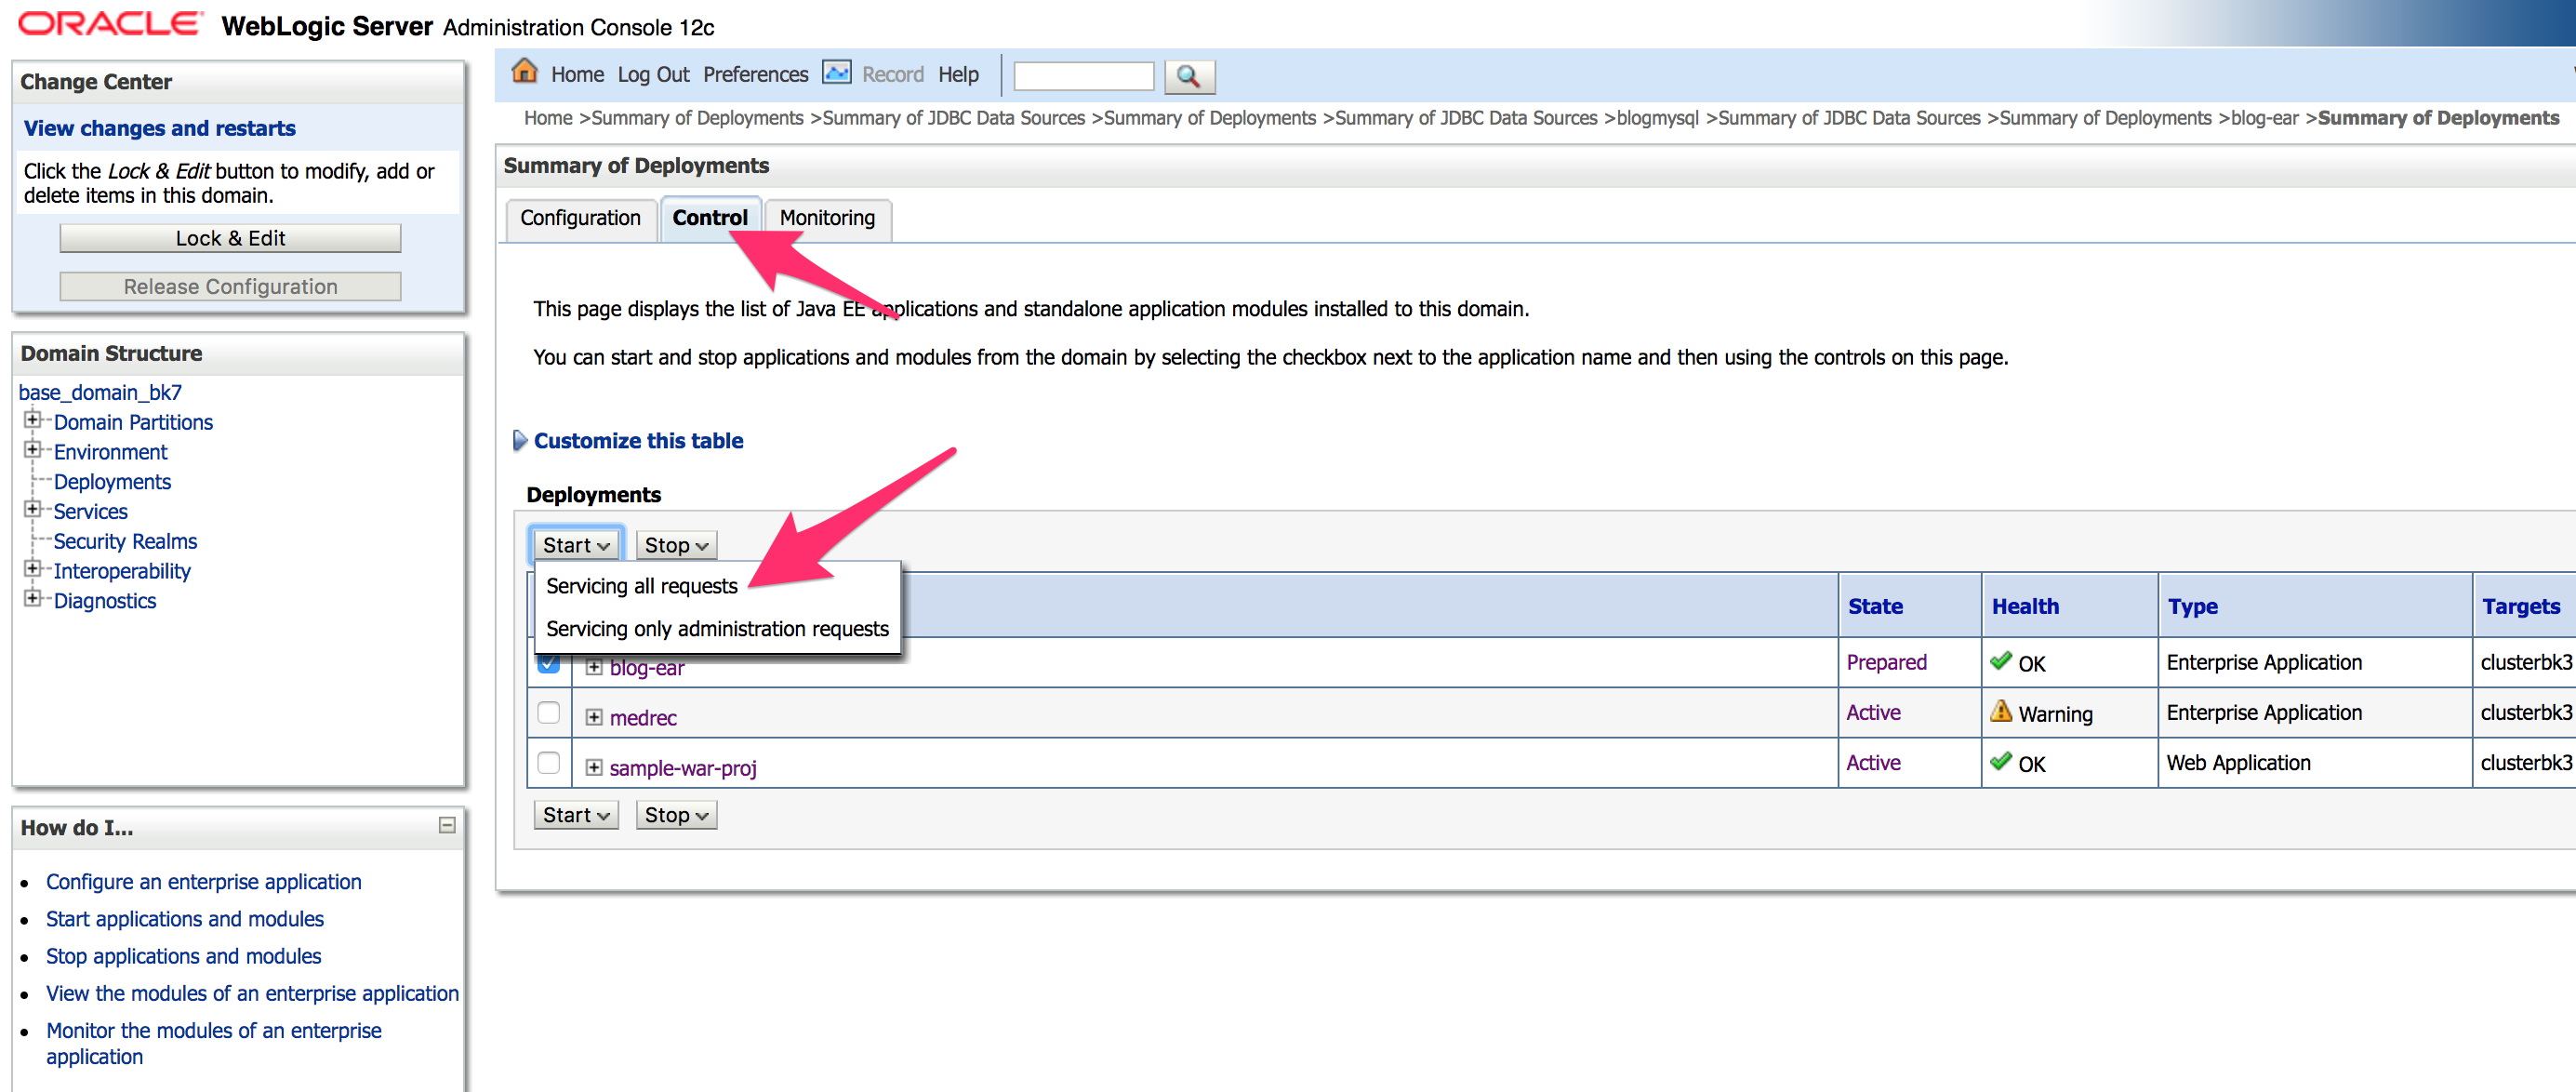 ORACLE WebLogic Server Administration Console 12c
Change Center
View changes and restarts
Click the Lock & Edit button to modify, add or
delete items in this domain.
Lock & Edit
Release Configuration
Domain Structure
base_domain_bk7
Domain Partitions
Environment
Deployments
Services
Security Realms
Interoperability
Diagnostics
How do I...
Configure an enterprise application
Start applications and modules
Stop applications and modules
View the modules of an enterprise application
Monitor the modules of an enterprise
application
Home Log Out Preferences Record Help
Home >Summary of Deployments >Summary of JDBC Data Sources >Summary of Deployments >Summary of JDBC Data Sources >blogmysql >Summary of JDBC Data Sources >Summary of Deployments >blog-ear >Summary of Deployments
Summary of Deployments
Configuration Control Monitoring
This page displays the list of Java EE applications and standalone application modules installed to this domain.
You can start and stop applications and modules from the domain by selecting the checkbox next to the application name and then using the controls on this page.
Customize this table
Deployments
Start Stop
Servicing all requests
Servicing only administration requests
State Health Type Targets
blog-ear Prepared OK Enterprise Application clusterbk3
medrec Active Warning Enterprise Application clusterbk3
sample-war-proj Active OK Web Application clusterbk3
Start Stop